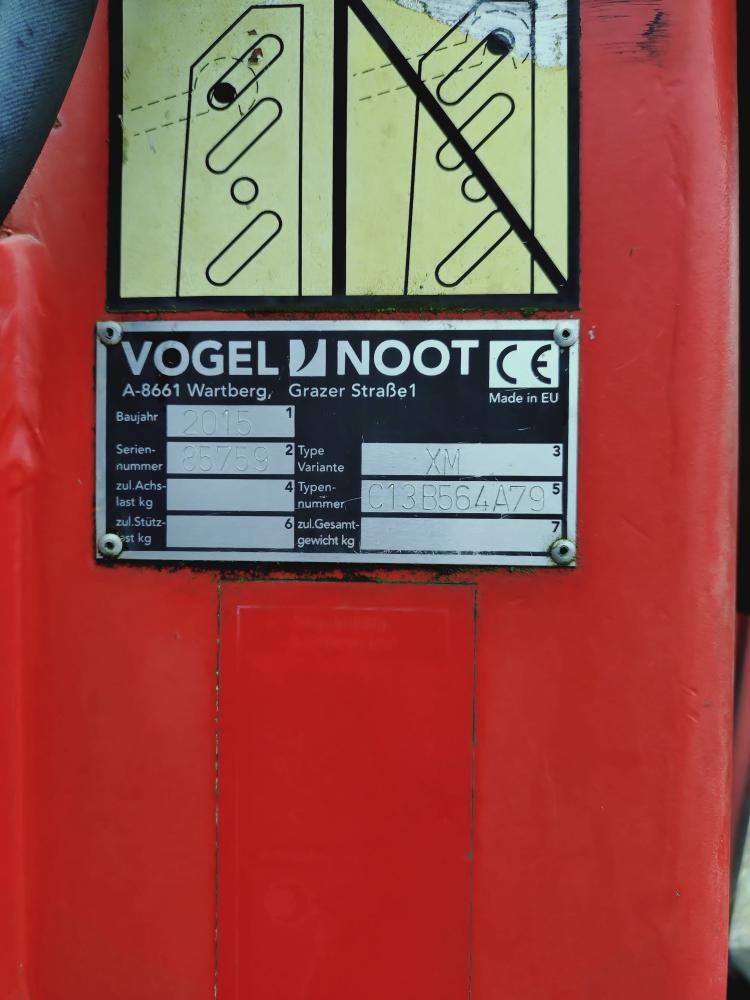 VOGEL NOOT CE
A-8661 Wartberg, Grazer Straße1
Made in EU
Baujahr 2015 1
Serien-
nummer 85759 2
Type
Variante XM 3
zul.Achs-
last kg 4
Typen-
nummer C13B564A79 5
zul.Stütz-
last kg 6
zul.Gesamt-
gewicht kg 7